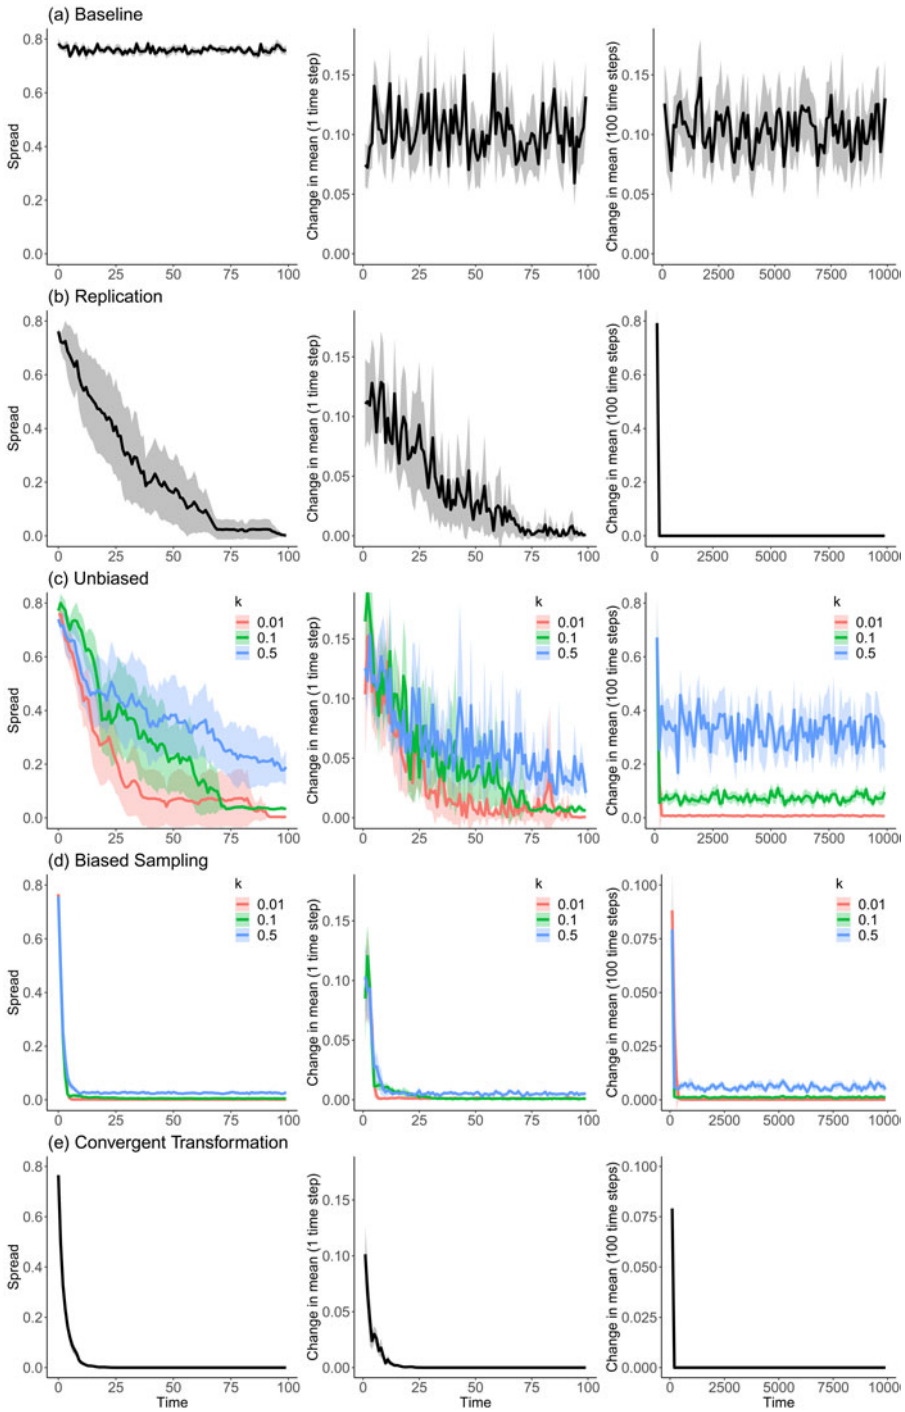 (a) Baseline
Spread
0.8
0.6
0.4
0.2
0.0
0 25 50 75 100
Change in mean (1 time step)
0.15
0.10
0.05
0.00
0 25 50 75 100
Change in mean (100 time steps)
0.15
0.10
0.05
0.00
0 2500 5000 7500 1000
(b) Replication
Spread
0.8
0.6
0.4
0.2
0.0
0 25 50 75 100
Change in mean (1 time step)
0.15
0.10
0.05
0.00
0 25 50 75 100
Change in mean (100 time steps)
0.8
0.6
0.4
0.2
0.0
0 2500 5000 7500 1000
(c) Unbiased
Spread
0.8
0.6
0.4
0.2
0.0
k
0.01
0.1
0.5
0 25 50 75 100
Change in mean (1 time step)
0.15
0.10
0.05
0.00
k
0.01
0.1
0.5
0 25 50 75 100
Change in mean (100 time steps)
0.8
0.6
0.4
0.2
0.0
k
0.01
0.1
0.5
0 2500 5000 7500 1000
(d) Biased Sampling
Spread
0.8
0.6
0.4
0.2
0.0
k
0.01
0.1
0.5
0 25 50 75 100
Change in mean (1 time step)
0.15
0.10
0.05
0.00
k
0.01
0.1
0.5
0 25 50 75 100
Change in mean (100 time steps)
0.100
0.075
0.050
0.025
0.000
k
0.01
0.1
0.5
0 2500 5000 7500 1000
(e) Convergent Transformation
Spread
0.8
0.6
0.4
0.2
0.0
0 25 50 75 100
Time
Change in mean (1 time step)
0.15
0.10
0.05
0.00
0 25 50 75 100
Time
Change in mean (100 time steps)
0.100
0.075
0.050
0.025
0.000
0 2500 5000 7500 1000
Time